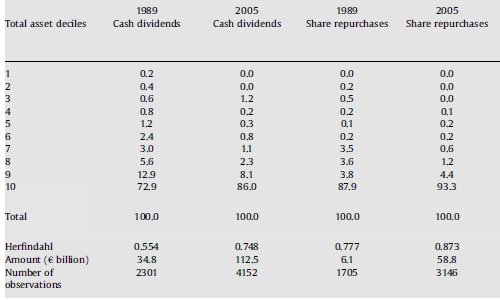 1989 2005 1989 2005
Total asset deciles Cash dividends Cash dividends Share repurchases Share repurchases
1 0.2 0.0 0.0 0.0
2 0.4 0.0 0.2 0.0
3 0.6 1.2 0.5 0.0
4 0.8 0.2 0.2 0.1
5 1.2 0.3 0.1 0.2
6 2.4 0.8 0.2 0.2
7 3.0 1.1 3.5 0.6
8 5.6 2.3 3.6 1.2
9 12.9 8.1 3.8 4.4
10 72.9 86.0 87.9 93.3
Total 100.0 100.0 100.0 100.0
Herfindahl 0.554 0.748 0.777 0.873
Amount (€ billion) 34.8 112.5 6.1 58.8
Number of 2301 4152 1705 3146
observations